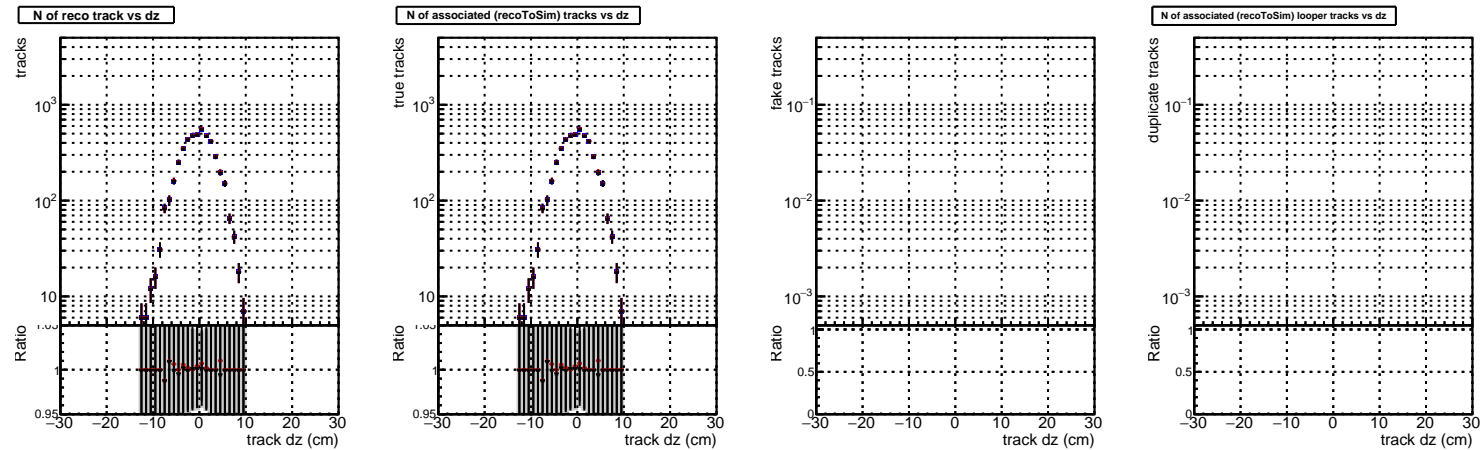 N of reco track vs dz
tracks
10³
10²
10
Ratio
1.05
1
0.95
−30 −20 −10 0 10 20 30
track dz (cm)
N of associated (recoToSim) tracks vs dz
true tracks
10³
10²
10
Ratio
1.05
1
0.95
−30 −20 −10 0 10 20 30
track dz (cm)
fake tracks
10⁻¹
10⁻²
10⁻³
Ratio
1
0.5
0
−30 −20 −10 0 10 20 30
track dz (cm)
N of associated (recoToSim) looper tracks vs dz
duplicate tracks
10⁻¹
10⁻²
10⁻³
Ratio
1
0.5
0
−30 −20 −10 0 10 20 30
track dz (cm)